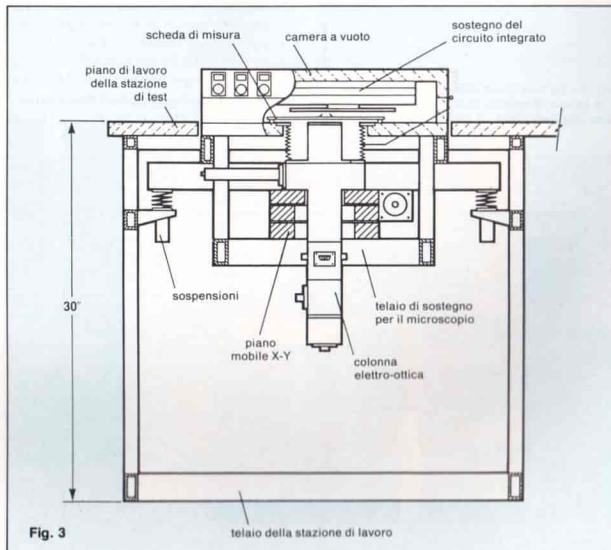 scheda di misura
camera a vuoto
sostegno del
circuito integrato
piano di lavoro
della stazione
di test
30"
sospensioni
piano
mobile X-Y
telaio di sostegno
per il microscopio
colonna
elettro-ottica
telaio della stazione di lavoro
Fig. 3